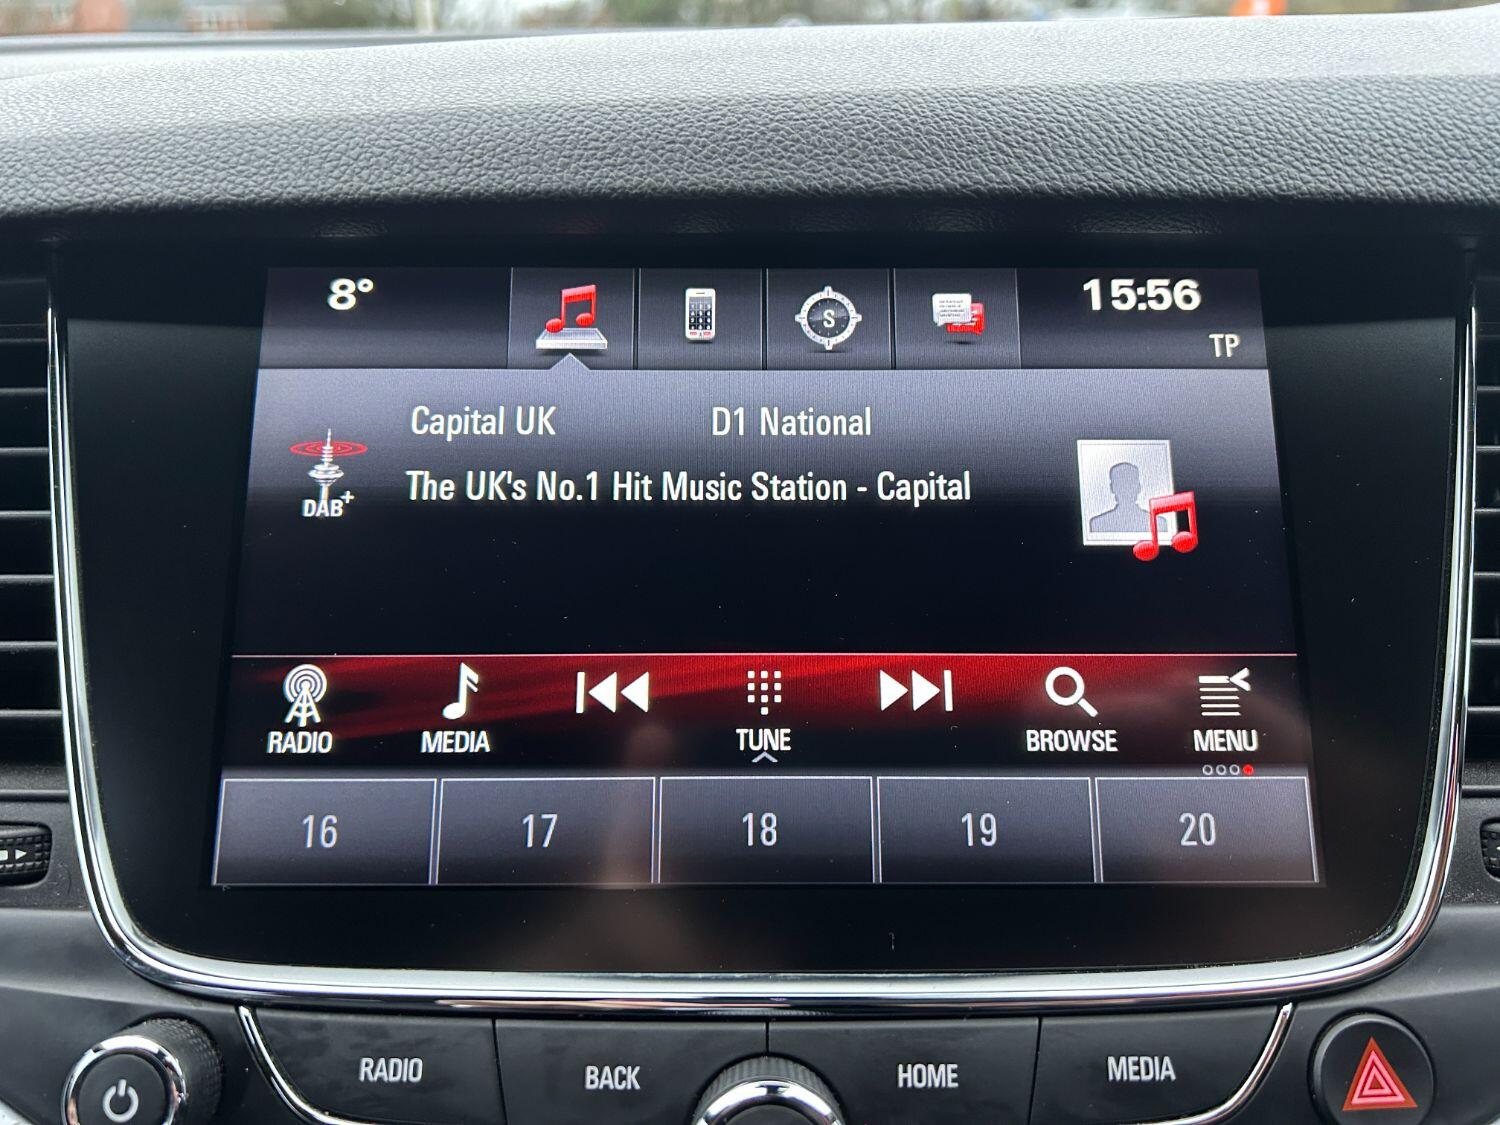 8°
15:56
S
TP
Capital UK D1 National
The UK's No.1 Hit Music Station - Capital
DAB+
RADIO MEDIA TUNE BROWSE MENU
16 17 18 19 20
RADIO BACK HOME MEDIA